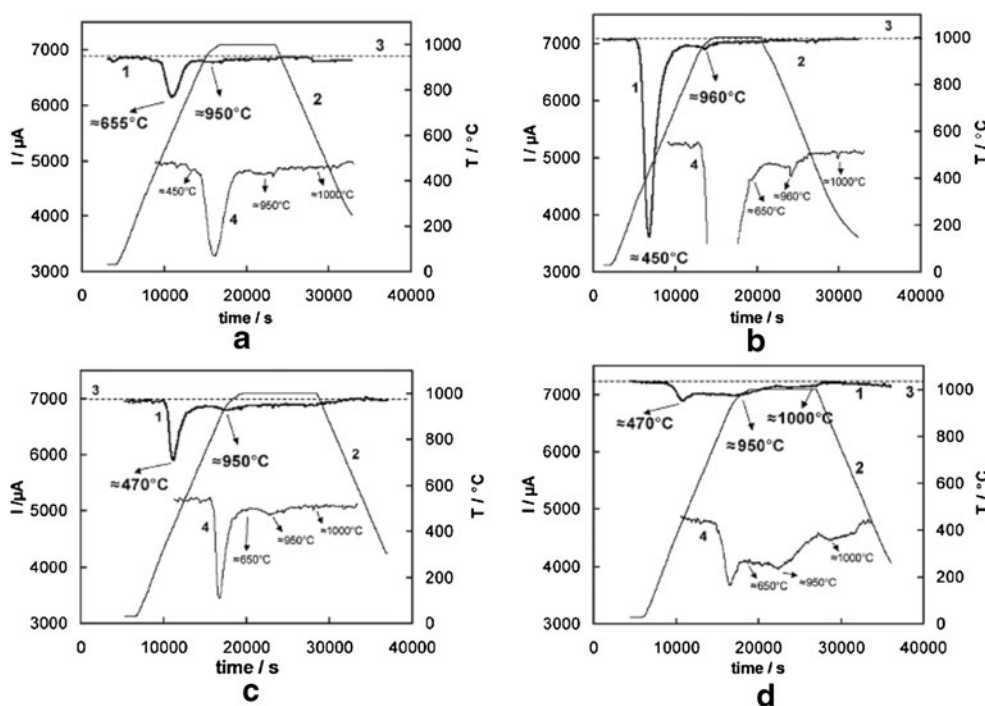 7000
6000
5000
4000
3000
I / µA
1
≈655°C
≈950°C
3
2
≈450°C
4
≈950°C
≈1000°C
1000
800
600
400
200
0
T / °C
0 10000 20000 30000 40000
time / s
a
7000
6000
5000
4000
3000
I / µA
1
3
2
≈960°C
4
≈650°C
≈960°C
≈1000°C
≈450°C
1000
800
600
400
200
0
T / °C
0 10000 20000 30000 40000
time / s
b
7000
6000
5000
4000
3000
I /µA
3
1
≈470°C
≈950°C
2
4
≈650°C
≈950°C
≈1000°C
1000
800
600
400
200
0
T / °C
0 10000 20000 30000 40000
time / s
c
7000
6000
5000
4000
3000
I / µA
≈470°C
≈950°C
≈1000°C
1
3
2
4
≈650°C
≈950°C
≈1000°C
1000
800
600
400
200
0
T / °C
0 10000 20000 30000 40000
time / s
d